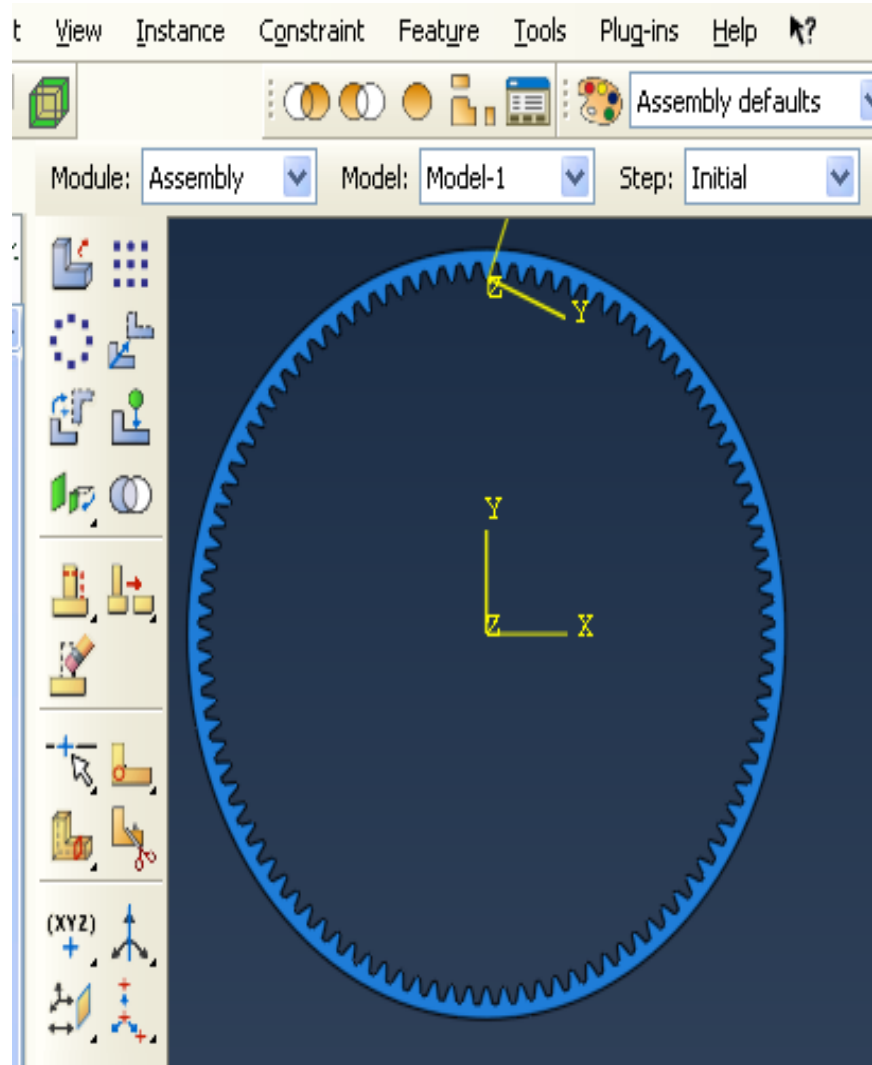 t View Instance Constraint Feature Tools Plug-ins Help ?
Assembly defaults
Module: Assembly Model: Model-1 Step: Initial
Z
Y
Y
Z X
(XYZ)